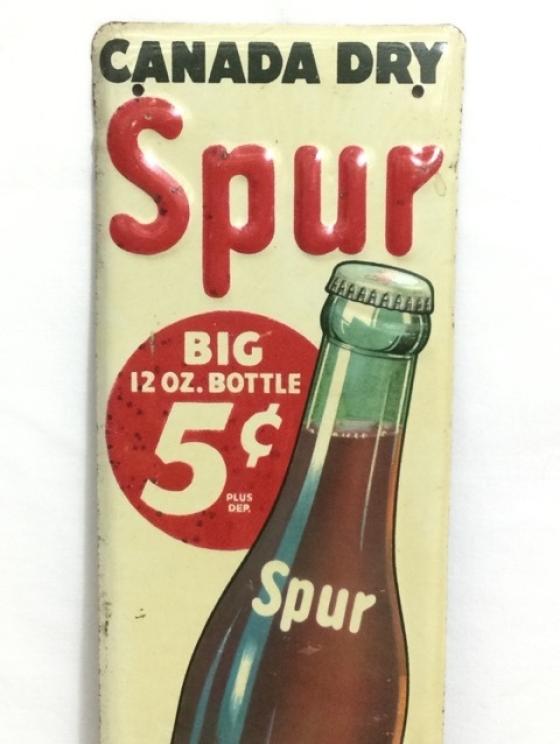 CANADA DRY
Spur
BIG
12 OZ. BOTTLE
5¢
PLUS
DEP.
Spur